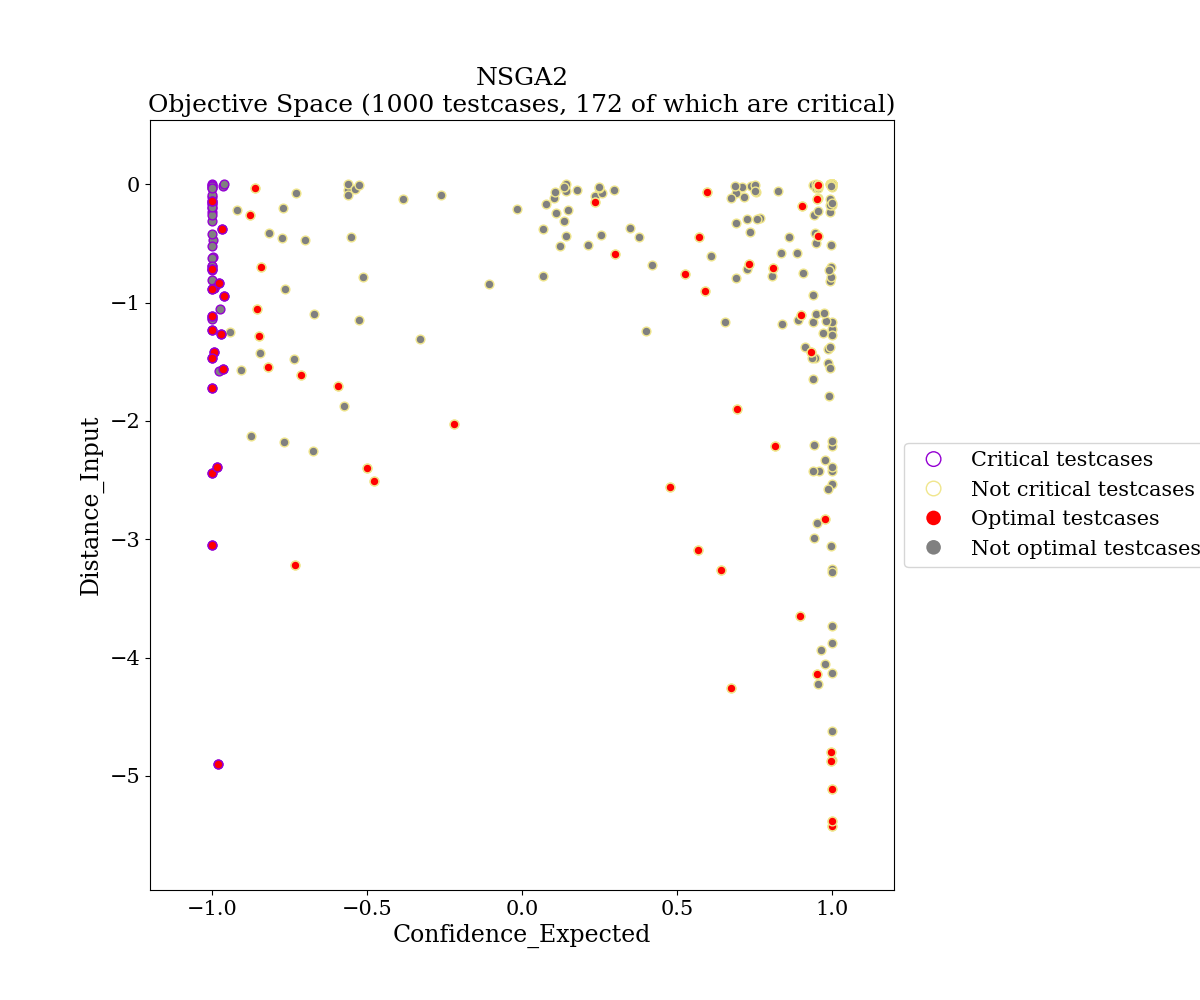 NSGA2
Objective Space (1000 testcases, 172 of which are critical)
0
−1
−2
−3
−4
−5
Distance_Input
−1.0
−0.5
0.0
0.5
1.0
Confidence_Expected
Critical testcases
Not critical testcases
Optimal testcases
Not optimal testcases